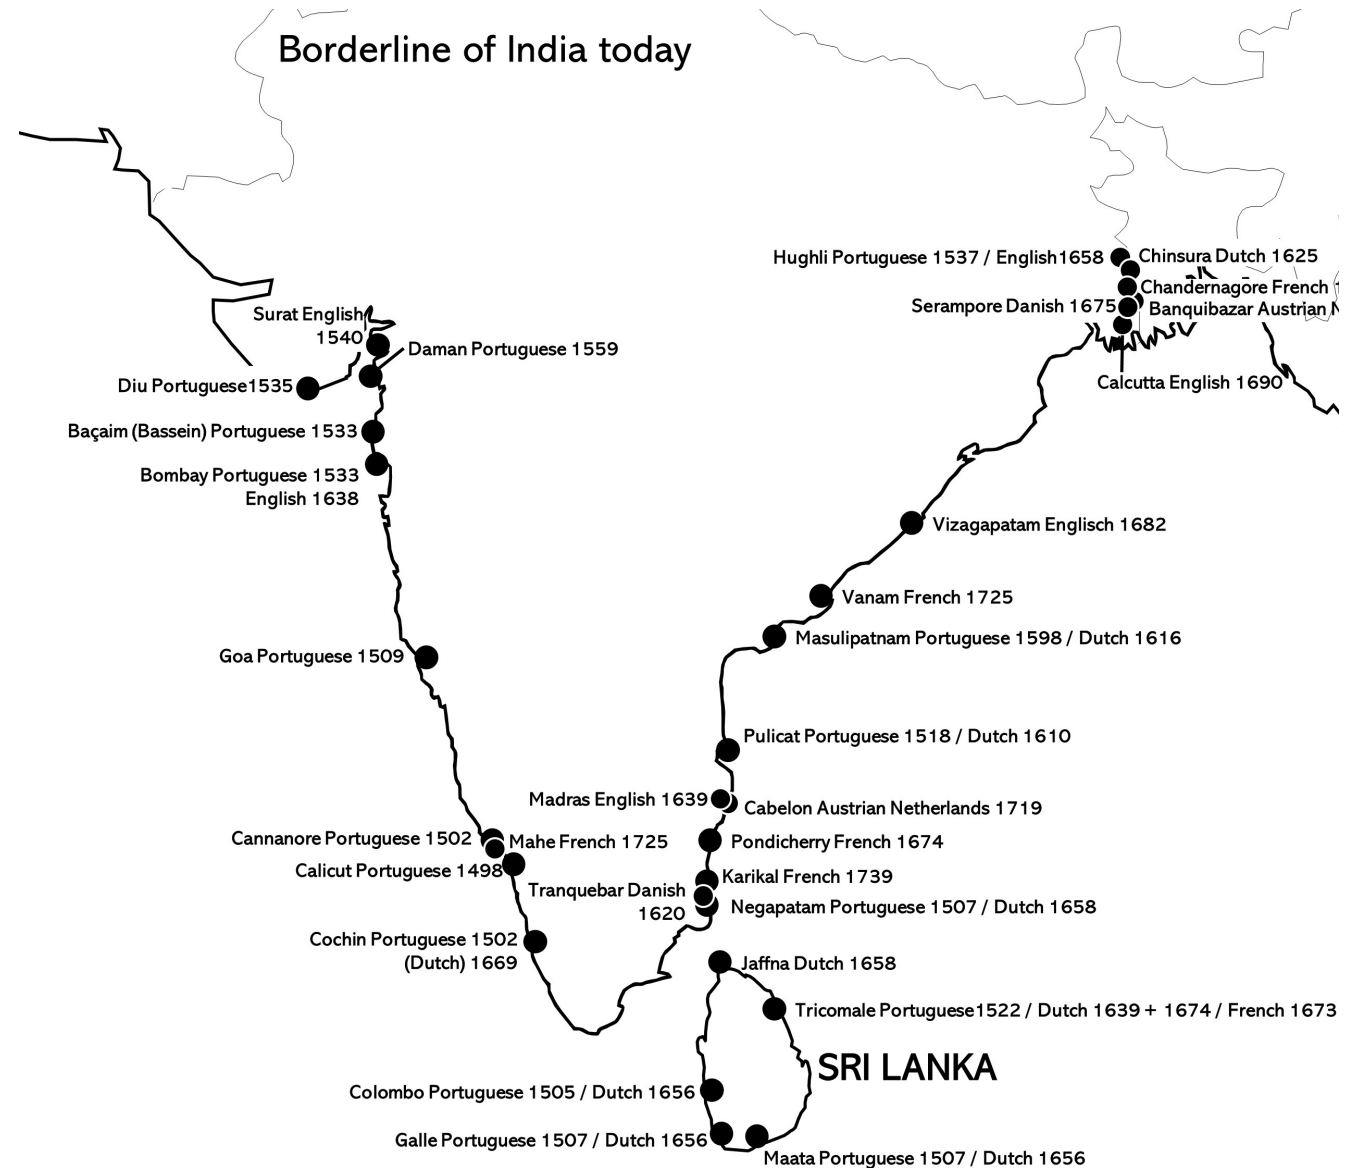 Borderline of India today
Hughli Portuguese 1537 / English1658
Chinsura Dutch 1625
Chandernagore French
Serampore Danish 1675
Banquibazar Austrian N
Surat English
1540
Daman Portuguese 1559
Diu Portuguese1535
Calcutta English 1690
Baçaim (Bassein) Portuguese 1533
Bombay Portuguese 1533
English 1638
Vizagapatam Englisch 1682
Vanam French 1725
Masulipatnam Portuguese 1598 / Dutch 1616
Goa Portuguese 1509
Pulicat Portuguese 1518 / Dutch 1610
Madras English 1639
Cabelon Austrian Netherlands 1719
Cannanore Portuguese 1502
Mahe French 1725
Pondicherry French 1674
Calicut Portuguese 1498
Karikal French 1739
Tranquebar Danish
1620
Negapatam Portuguese 1507 / Dutch 1658
Cochin Portuguese 1502
(Dutch) 1669
Jaffna Dutch 1658
Tricomale Portuguese1522 / Dutch 1639 + 1674 / French 1673
SRI LANKA
Colombo Portuguese 1505 / Dutch 1656
Galle Portuguese 1507 / Dutch 1656
Maata Portuguese 1507 / Dutch 1656